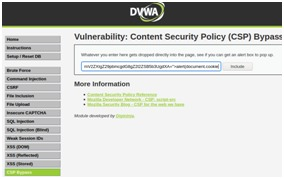 DVWA
Vulnerability: Content Security Policy (CSP) Bypass
Home
Instructions
Setup / Reset DB
Brute Force
Command Injection
CSRF
File Inclusion
File Upload
Insecure CAPTCHA
SQL Injection
SQL Injection (Blind)
Weak Session IDs
XSS (DOM)
XSS (Reflected)
XSS (Stored)
CSP Bypass
Whatever you enter here gets dropped directly into the page, see if you can get an alert box to pop up.
Include
More Information
Content Security Policy Reference
Mozilla Developer Network - CSP: script-src
Mozilla Security Blog - CSP for the web we have
Module developed by Digininja.